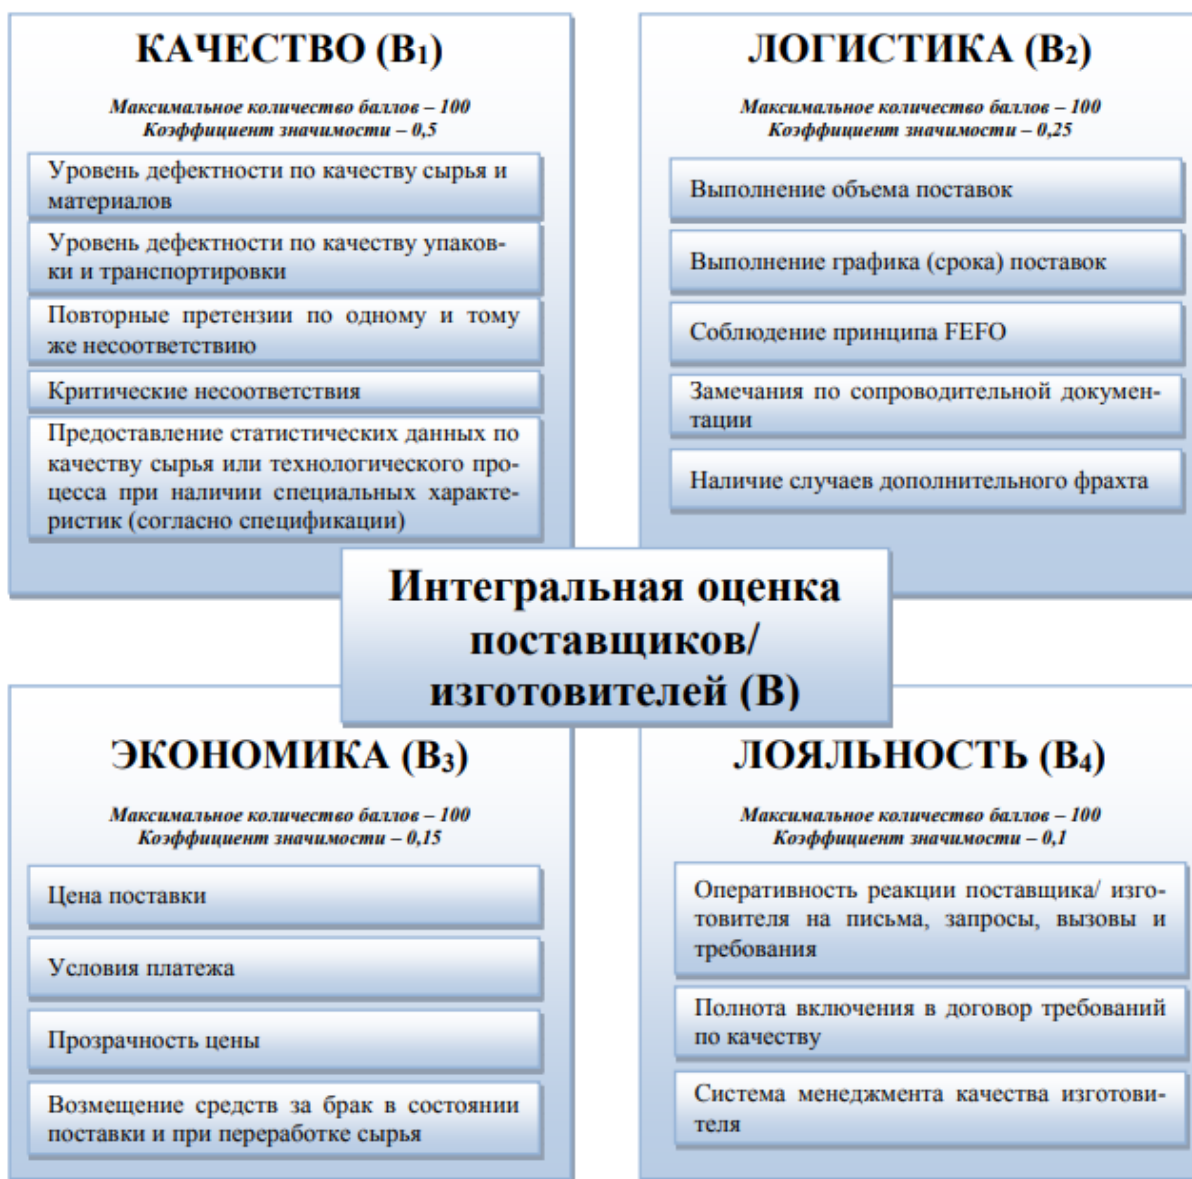 КАЧЕСТВО (B₁)
Максимальное количество баллов – 100
Коэффициент значимости – 0,5
Уровень дефектности по качеству сырья и
материалов
Уровень дефектности по качеству упаков-
ки и транспортировки
Повторные претензии по одному и тому
же несоответствию
Критические несоответствия
Предоставление статистических данных по
качеству сырья или технологического про-
цесса при наличии специальных характе-
ристик (согласно спецификации)
ЛОГИСТИКА (B₂)
Максимальное количество баллов – 100
Коэффициент значимости – 0,25
Выполнение объема поставок
Выполнение графика (срока) поставок
Соблюдение принципа FEFO
Замечания по сопроводительной докумен-
тации
Наличие случаев дополнительного фрахта
Интегральная оценка
поставщиков/
изготовителей (B)
ЭКОНОМИКА (B₃)
Максимальное количество баллов – 100
Коэффициент значимости – 0,15
Цена поставки
Условия платежа
Прозрачность цены
Возмещение средств за брак в состоянии
поставки и при переработке сырья
ЛОЯЛЬНОСТЬ (B₄)
Максимальное количество баллов – 100
Коэффициент значимости – 0,1
Оперативность реакции поставщика/ изго-
товителя на письма, запросы, вызовы и
требования
Полнота включения в договор требований
по качеству
Система менеджмента качества изготови-
теля